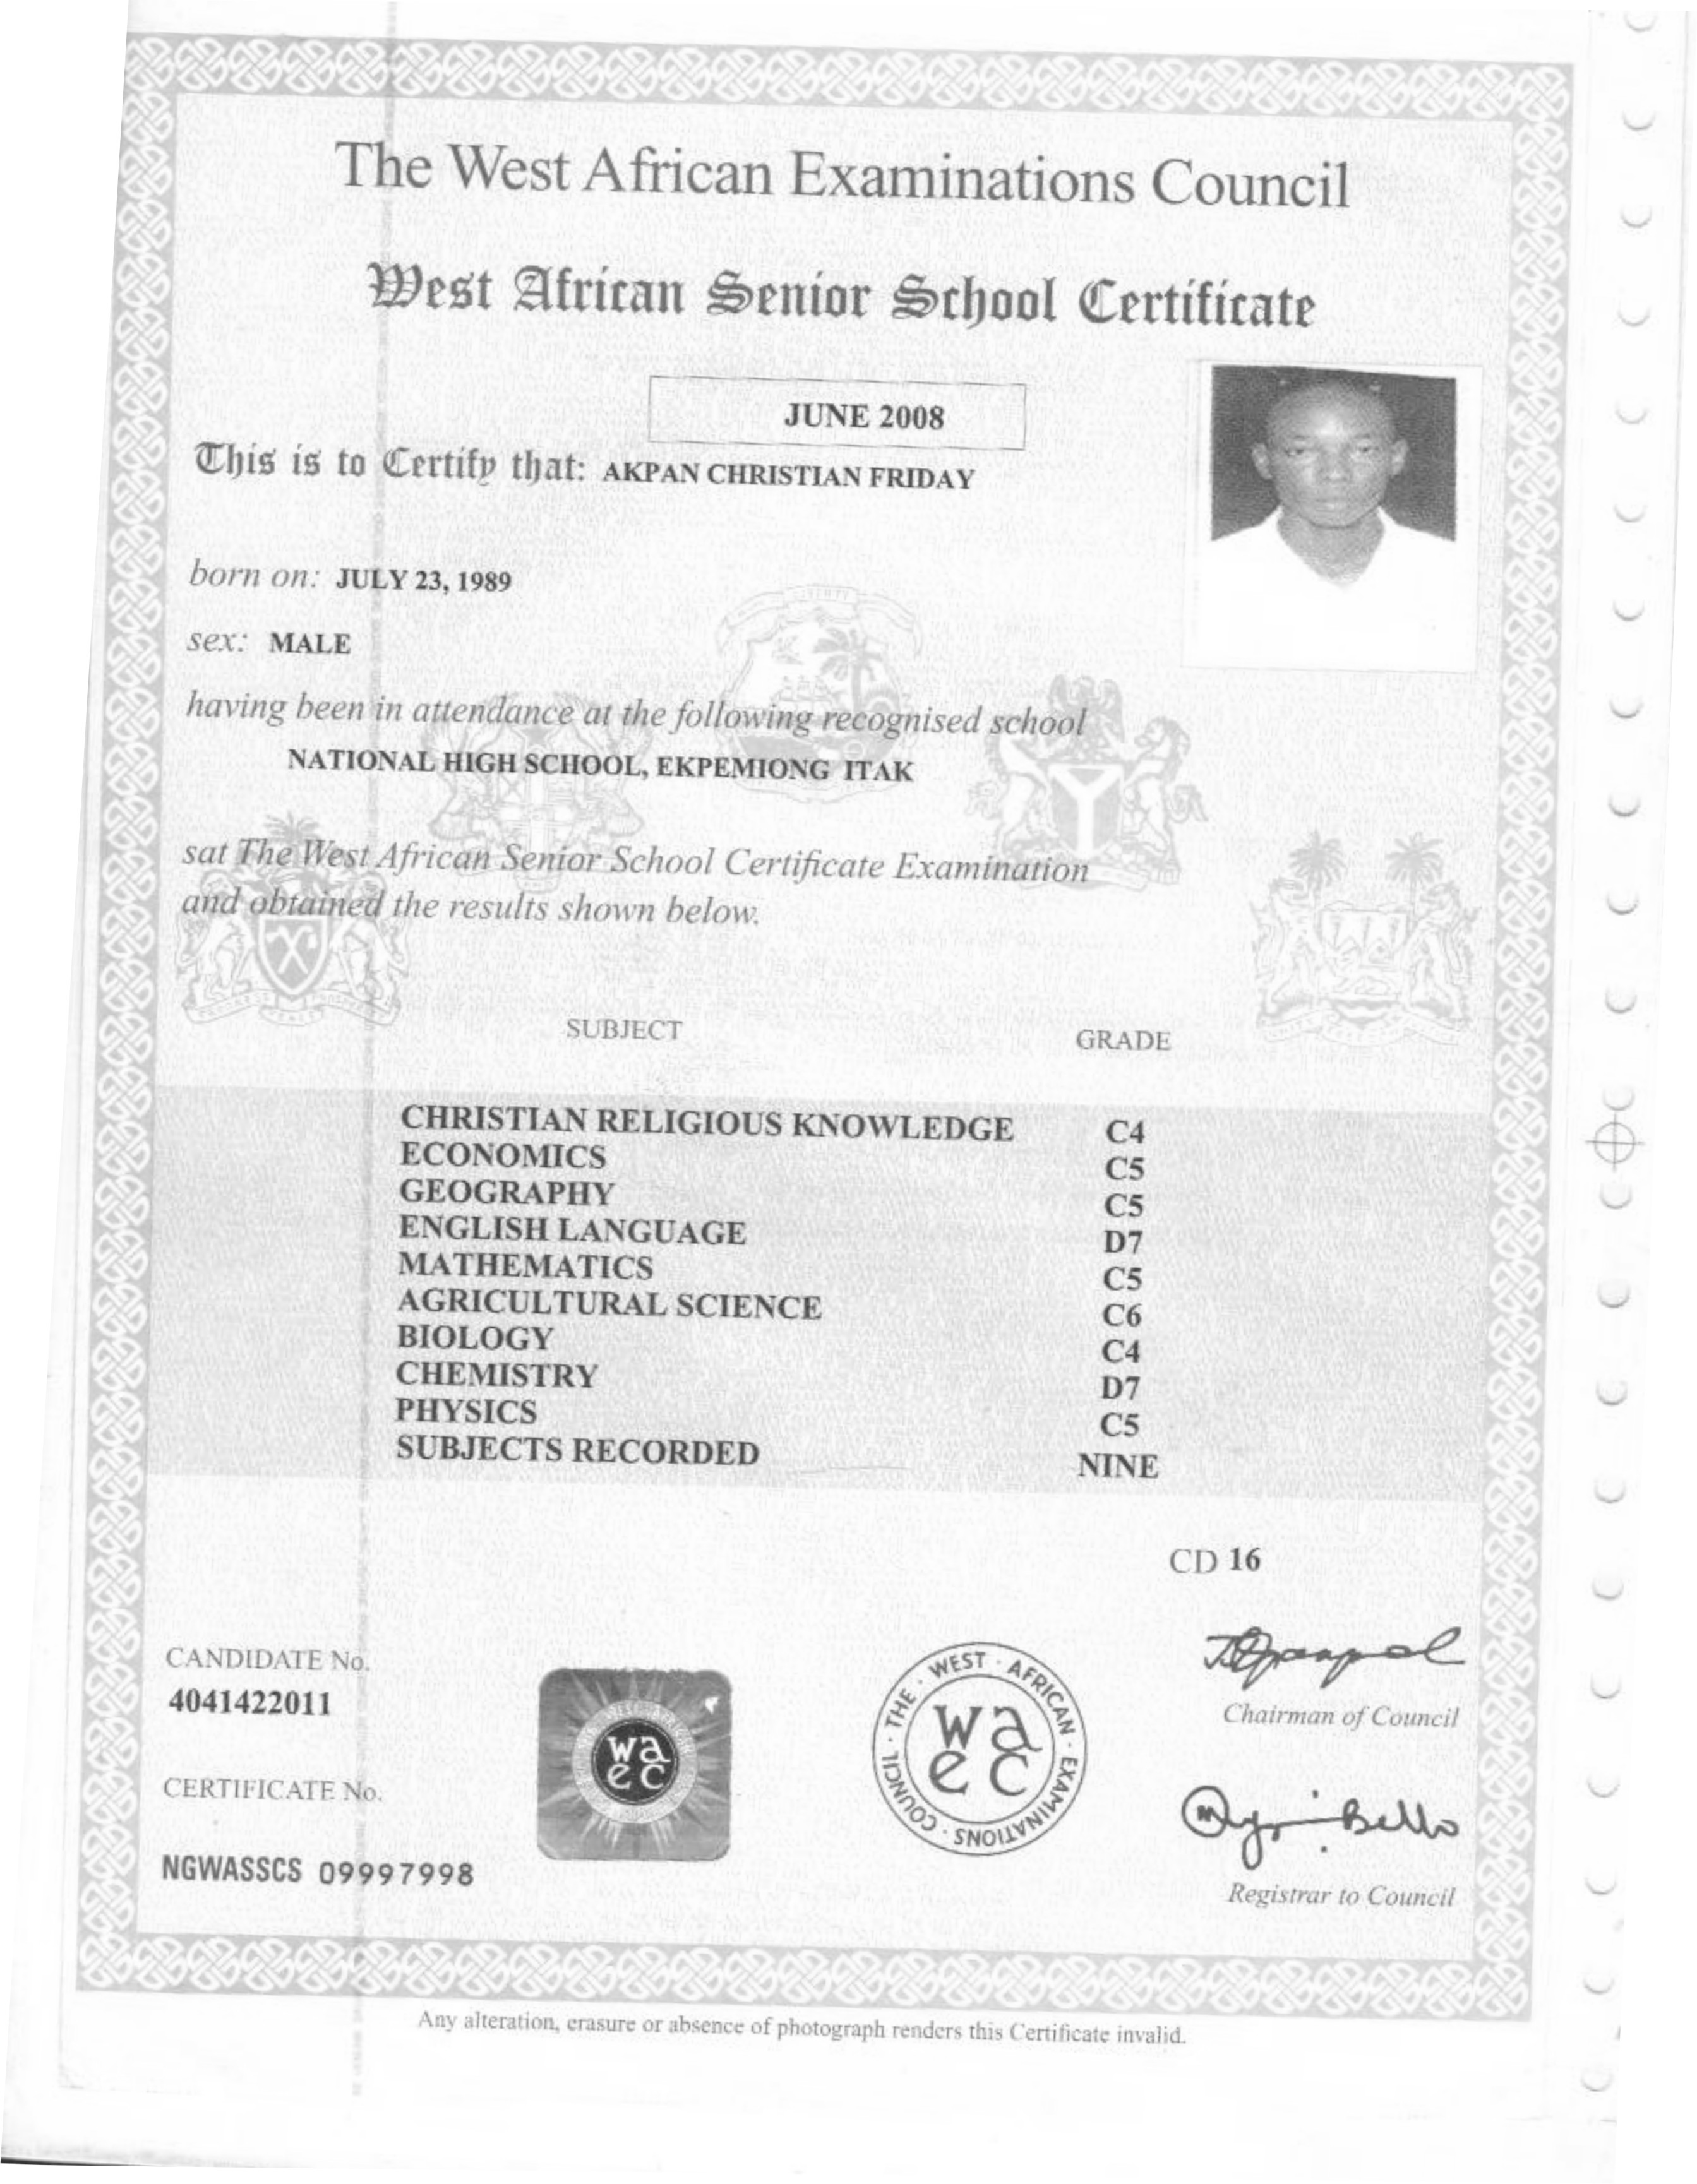 The West African Examinations Council
West African Senior School Certificate
JUNE 2008
This is to Certify that: AKPAN CHRISTIAN FRIDAY
born on: JULY 23, 1989
sex: MALE
having been in attendance at the following recognised school
NATIONAL HIGH SCHOOL, EKPEMIONG ITAK
sat The West African Senior School Certificate Examination
and obtained the results shown below.
SUBJECT GRADE
CHRISTIAN RELIGIOUS KNOWLEDGE C4
ECONOMICS C5
GEOGRAPHY C5
ENGLISH LANGUAGE D7
MATHEMATICS C5
AGRICULTURAL SCIENCE C6
BIOLOGY C4
CHEMISTRY D7
PHYSICS C5
SUBJECTS RECORDED NINE
CD 16
CANDIDATE No.
4041422011
CERTIFICATE No.
NGWASSCS 09997998
wa
ec
THE · WEST · AFRICAN · EXAMINATIONS · COUNCIL ·
wa
ec
Chairman of Council
Bello
Registrar to Council
Any alteration, erasure or absence of photograph renders this Certificate invalid.